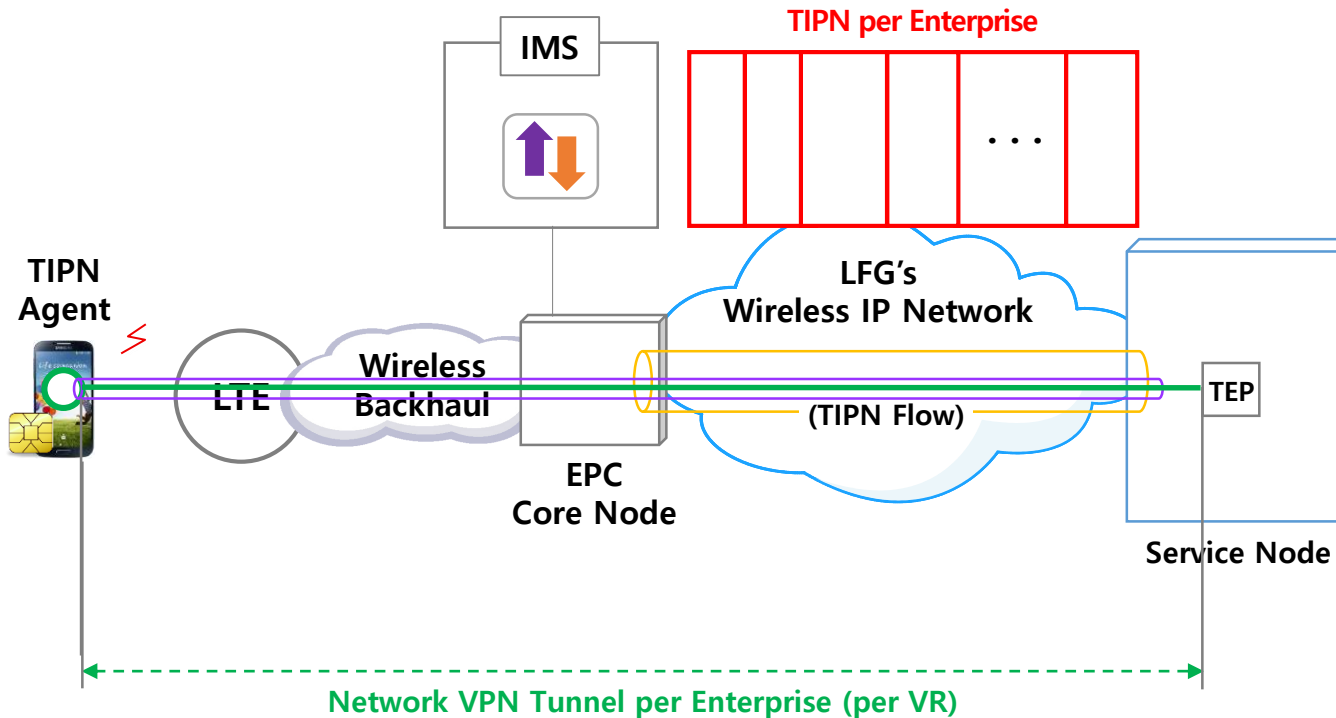 TIPN per Enterprise
IMS
. . .
TIPN
Agent
LFG's
Wireless IP Network
LTE
Wireless
Backhaul
TEP
(TIPN Flow)
EPC
Core Node
Service Node
Network VPN Tunnel per Enterprise (per VR)